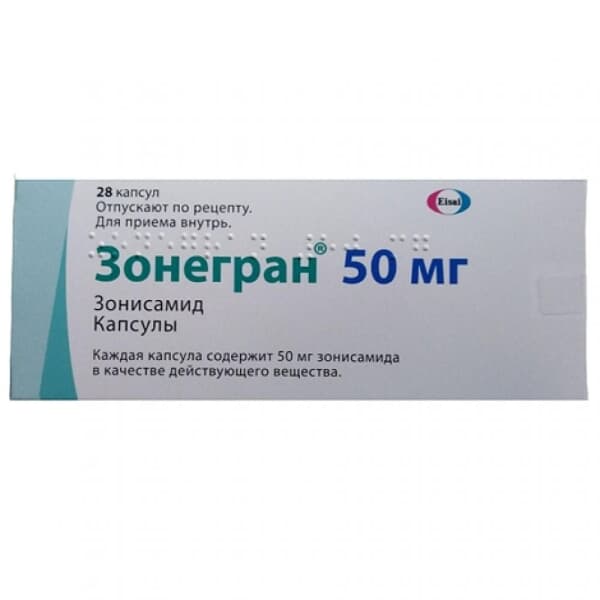 28 капсул
Отпускают по рецепту.
Для приема внутрь.
Eisai
Зонегран® 50 мг
Зонисамид
Капсулы
Каждая капсула содержит 50 мг зонисамида
в качестве действующего вещества.